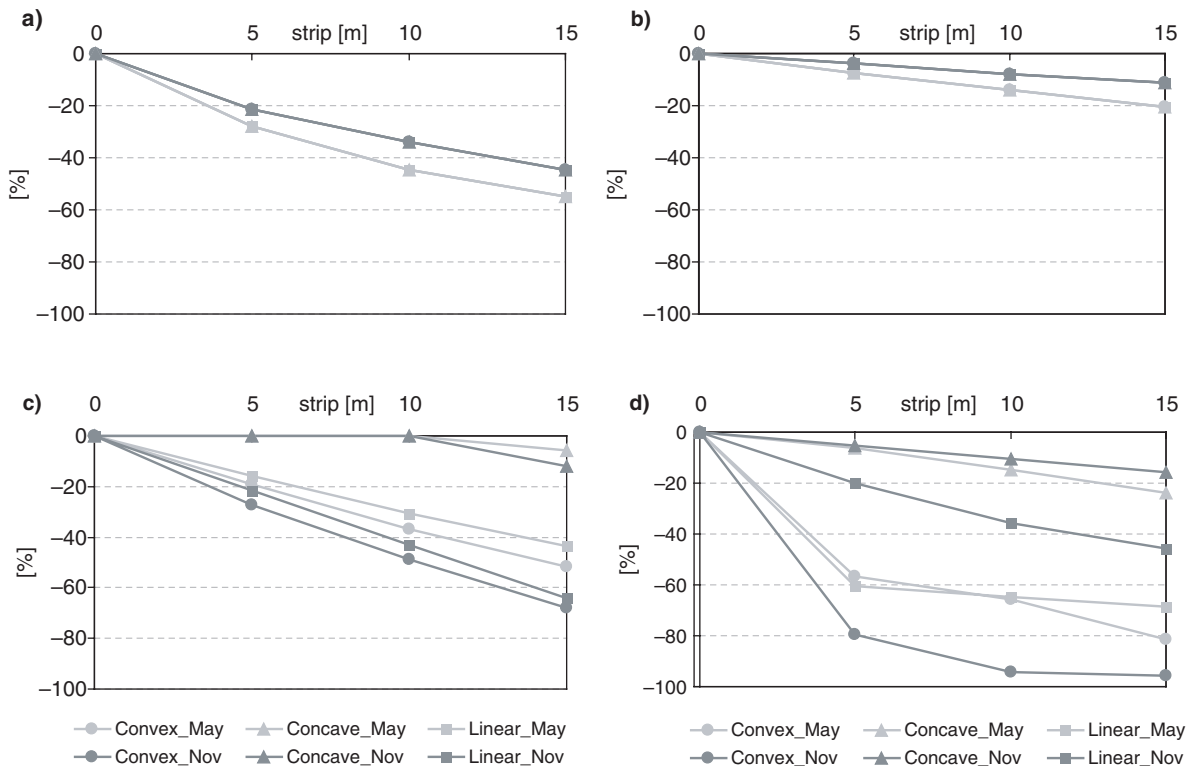 a)
0 5 strip [m] 10 15
0
–20
–40
–60
–80
–100
[%]
b)
0 5 strip [m] 10 15
0
–20
–40
–60
–80
–100
[%]
c)
0 5 strip [m] 10 15
0
–20
–40
–60
–80
–100
[%]
Convex_May Concave_May Linear_May
Convex_Nov Concave_Nov Linear_Nov
d)
0 5 strip [m] 10 15
0
–20
–40
–60
–80
–100
[%]
Convex_May Concave_May Linear_May
Convex_Nov Concave_Nov Linear_Nov